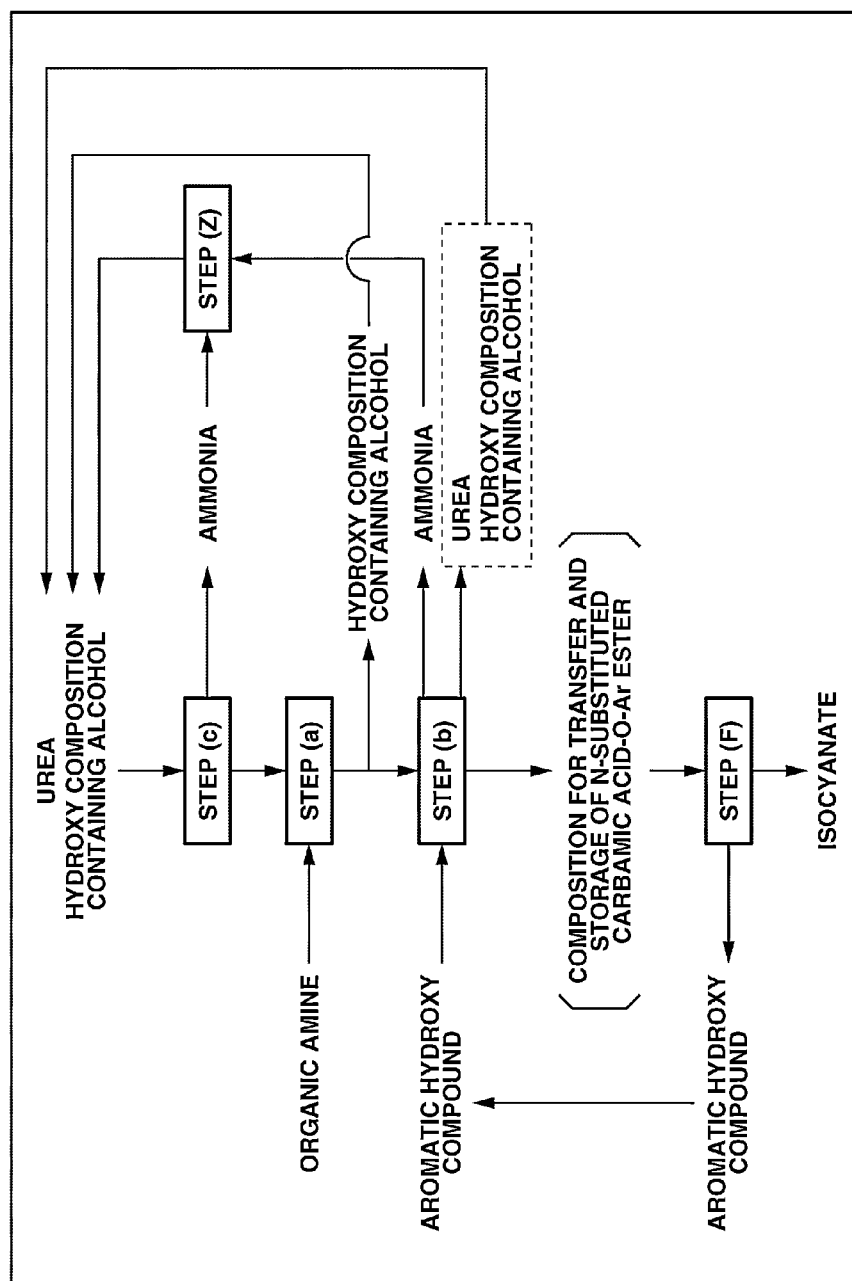 UREA
HYDROXY COMPOSITION
CONTAINING ALCOHOL
STEP (c)
AMMONIA
STEP (Z)
ORGANIC AMINE
STEP (a)
HYDROXY COMPOSITION
CONTAINING ALCOHOL
AROMATIC HYDROXY
COMPOUND
STEP (b)
AMMONIA
UREA
HYDROXY COMPOSITION
CONTAINING ALCOHOL
COMPOSITION FOR TRANSFER AND
STORAGE OF N-SUBSTITUTED
CARBAMIC ACID-O-Ar ESTER
AROMATIC HYDROXY
COMPOUND
STEP (F)
ISOCYANATE